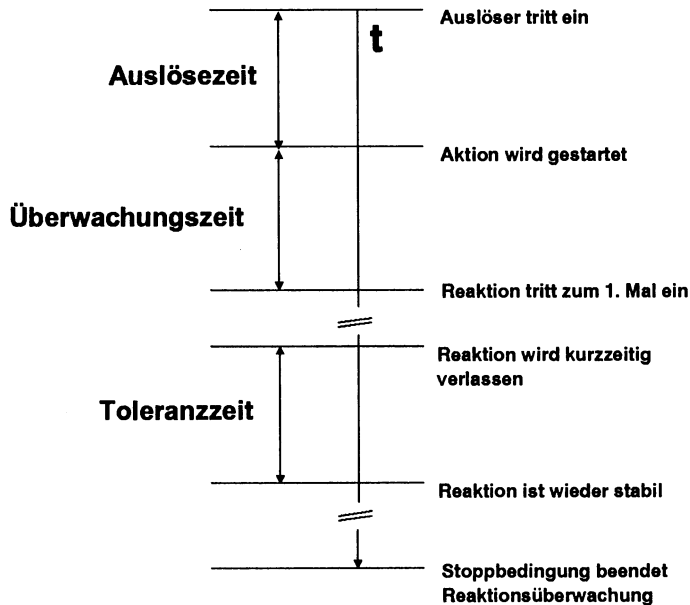 Auslöser tritt ein
t
Auslösezeit
Aktion wird gestartet
Überwachungszeit
Reaktion tritt zum 1. Mal ein
Reaktion wird kurzzeitig
verlassen
Toleranzzeit
Reaktion ist wieder stabil
Stoppbedingung beendet
Reaktionsüberwachung